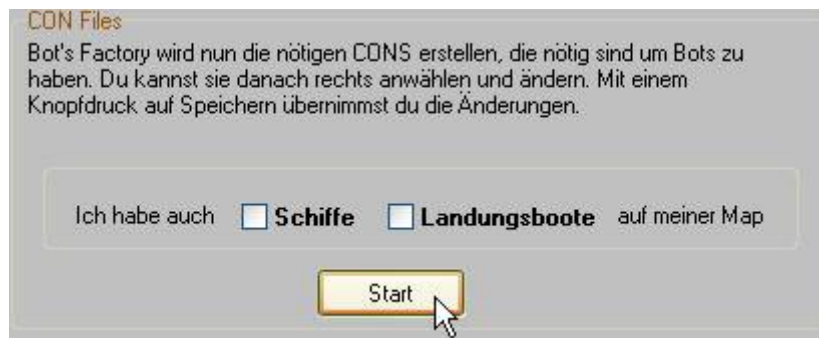 CON Files
Bot's Factory wird nun die nötigen CONS erstellen, die nötig sind um Bots zu
haben. Du kannst sie danach rechts anwählen und ändern. Mit einem
Knopfdruck auf Speichern übernimmst du die Änderungen.
Ich habe auch Schiffe Landungsboote auf meiner Map
Start